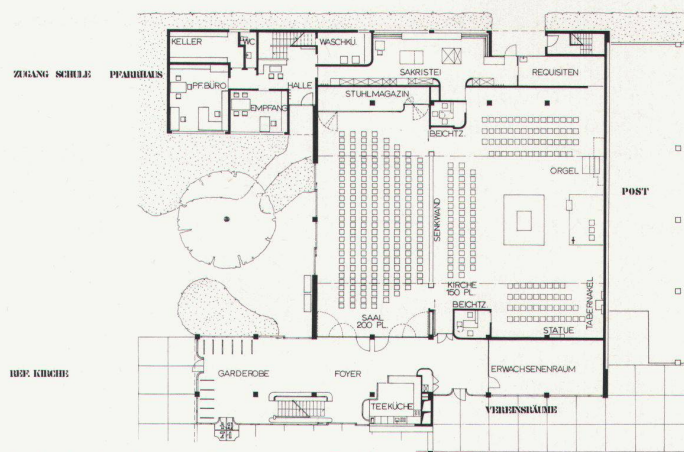 KELLER
WC
WASCHKÜ.
ZUGANG SCHULE
PFARRHAUS
SAKRISTEI
REQUISITEN
PF. BÜRO
HALLE
STUHLMAGAZIN
EMPFANG
BEICHTZ.
ORGEL
POST
SENKWAND
KIRCHE
150 PL.
TABERNAKEL
BEICHTZ.
SAAL
200 PL.
STATUE
REF. KIRCHE
GARDEROBE
FOYER
ERWACHSENENRAUM
TEEKÜCHE
VEREINSRÄUME